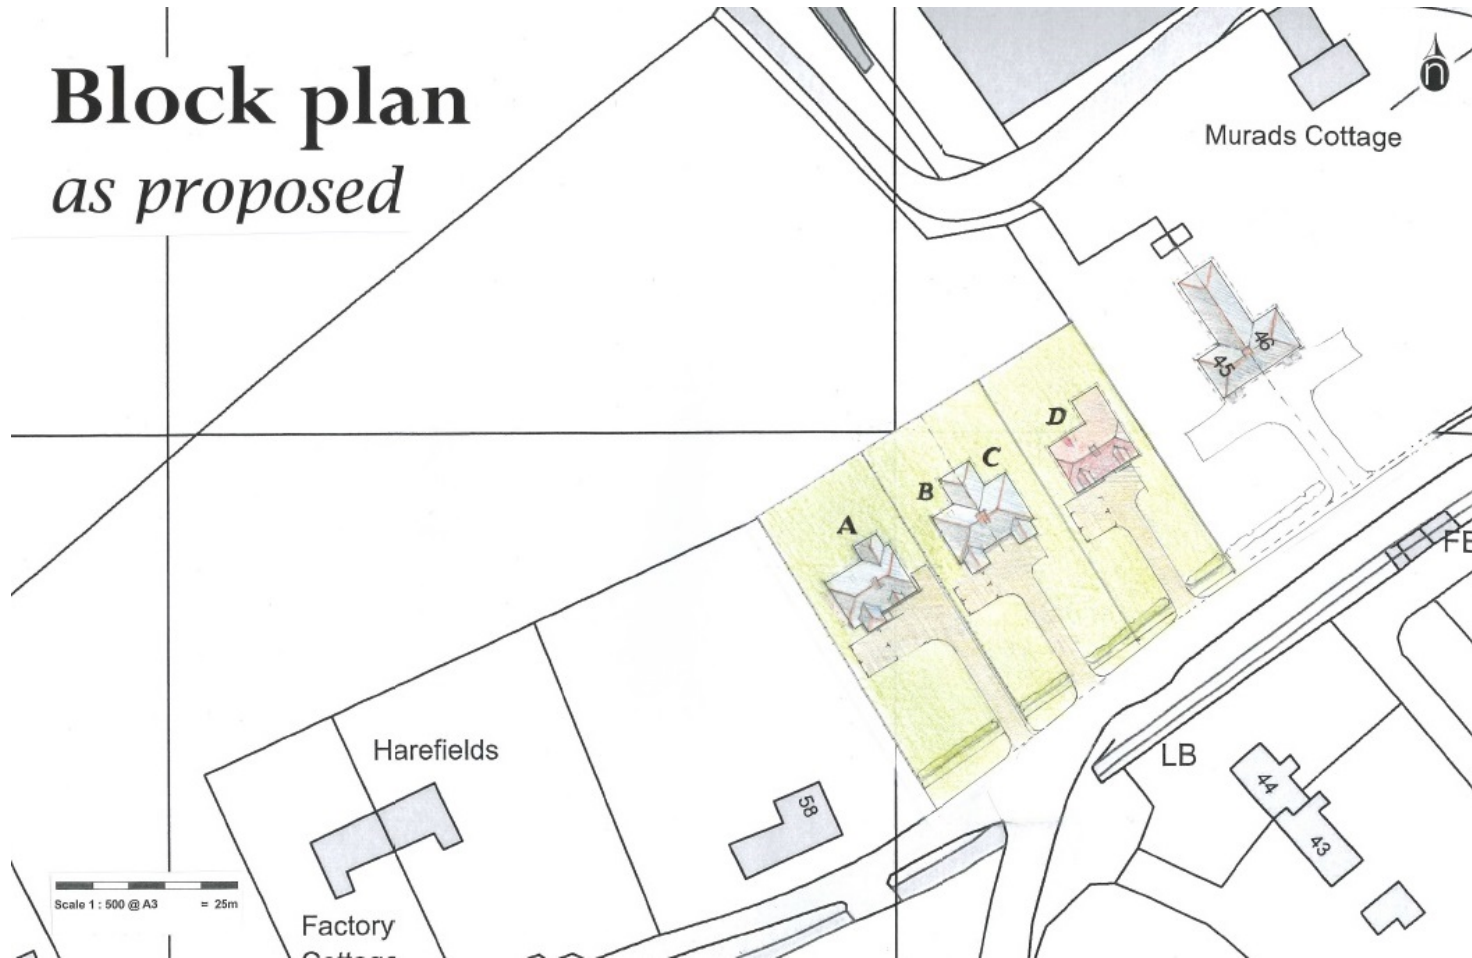 Block plan
as proposed
n
Murads Cottage
46
45
D
C
B
A
FB
Harefields
LB
58
44
43
Scale 1 : 500 @ A3 = 25m
Factory
Cottage